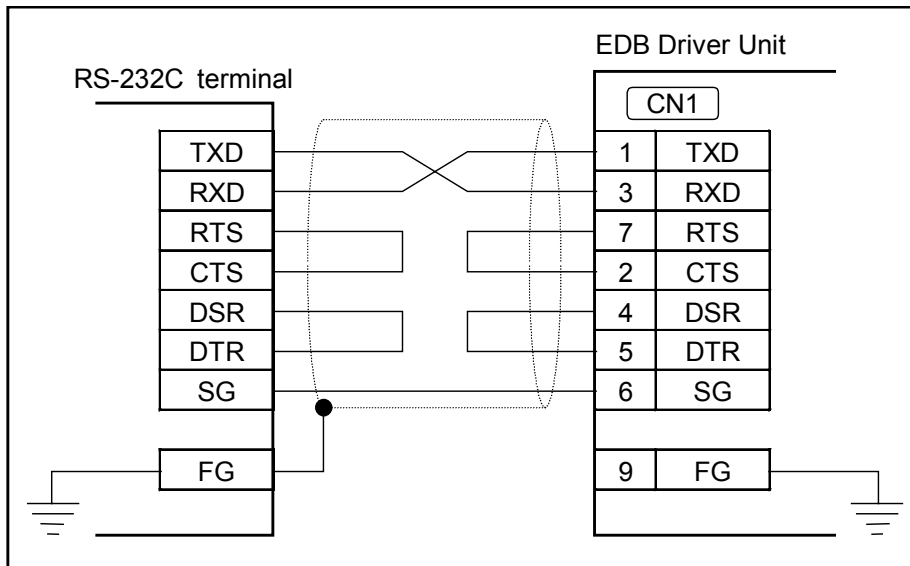 EDB Driver Unit
RS-232C terminal
CN1
TXD 1 TXD
RXD 3 RXD
RTS 7 RTS
CTS 2 CTS
DSR 4 DSR
DTR 5 DTR
SG 6 SG
FG 9 FG